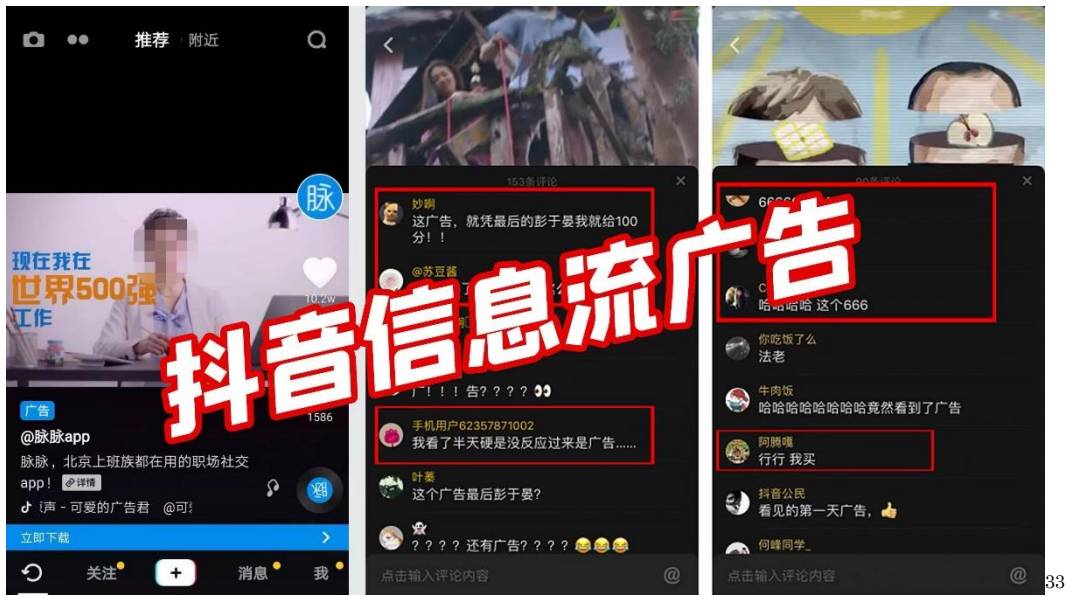 推荐
附近
脉
现在我在
世界500强
工作
10.2w
1586
广告
@脉脉app
脉脉，北京上班族都在用的职场社交
app！
详情
声 - 可爱的广告君 @可
立即下载
关注
消息
我
153条评论
妙啊
这广告，就凭最后的彭于晏我就给100
分！！
@苏豆酱
告？？？？
手机用户62357871002
我看了半天硬是没反应过来是广告......
叶蓁
这个广告最后彭于晏?
？？？？还有广告？？？？
点击输入评论内容
@
90条评论
哈哈哈哈 这个666
你吃饭了么
法老
牛肉饭
哈哈哈哈哈哈哈哈竟然看到了广告
阿腾嘎
行行 我买
抖音公民
看见的第一天广告，
何峰同学_
点击输入评论内容
@
抖音信息流广告
33